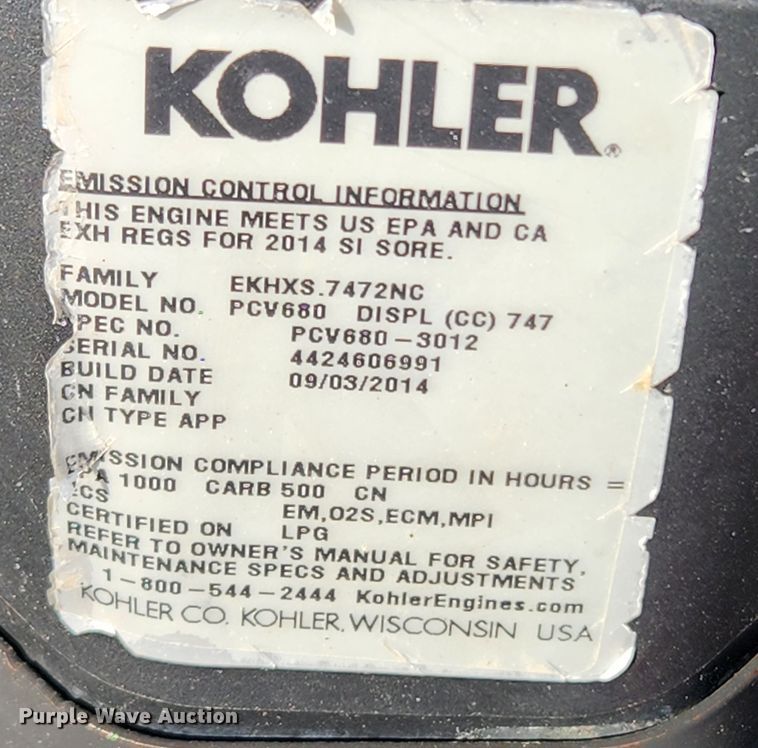 KOHLER®
EMISSION CONTROL INFORMATION
THIS ENGINE MEETS US EPA AND CA
EXH REGS FOR 2014 SI SORE.
FAMILY EKHXS.7472NC
MODEL NO. PCV680 DISPL (CC) 747
SPEC NO. PCV680-3012
SERIAL NO. 4424606991
BUILD DATE 09/03/2014
CN FAMILY
CN TYPE APP
EMISSION COMPLIANCE PERIOD IN HOURS =
EPA 1000 CARB 500 CN
ECS EM,O2S,ECM,MPI
CERTIFIED ON LPG
REFER TO OWNER'S MANUAL FOR SAFETY,
MAINTENANCE SPECS AND ADJUSTMENTS
1-800-544-2444 KohlerEngines.com
KOHLER CO. KOHLER, WISCONSIN USA
Purple Wave Auction